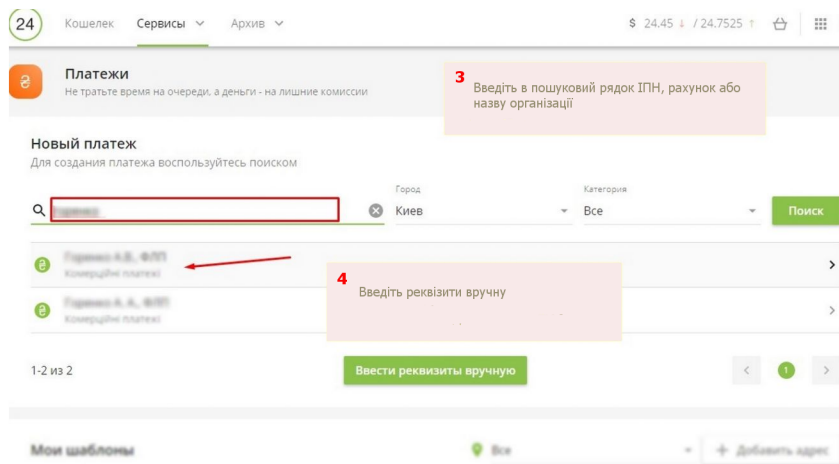 24 Кошелек Сервисы Архив $ 24.45 ↓ / 24.7525 ↑
Платежи
Не тратьте время на очереди, а деньги - на лишние комиссии
3
Введіть в пошуковий рядок ІПН, рахунок або
назву організації
Новый платеж
Для создания платежа воспользуйтесь поиском
Город
Киев
Категория
Все
Поиск
Комерційні платежі
4
Введіть реквізити вручну
Комерційні платежі
1-2 из 2
Ввести реквизиты вручную
< 1 >
Мои шаблоны
Все
+ Добавить адрес